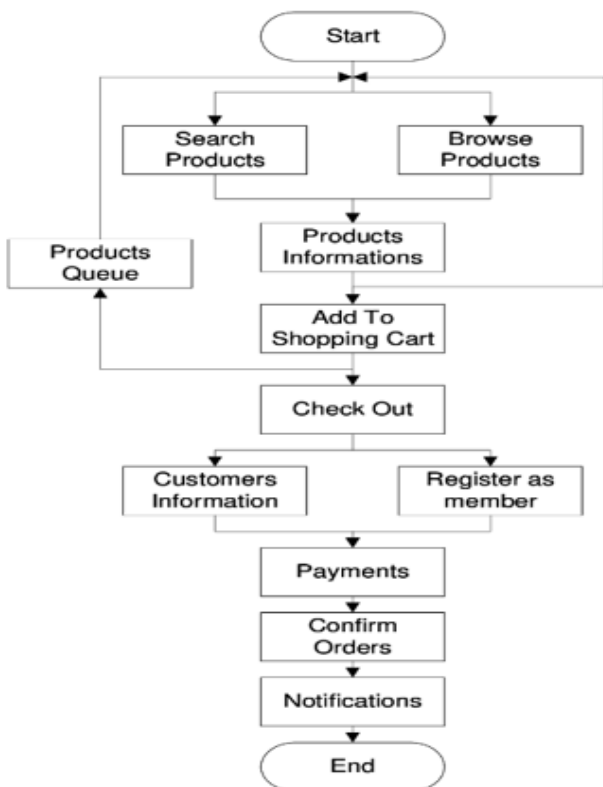 Start
Search
Products
Browse
Products
Products
Informations
Products
Queue
Add To
Shopping Cart
Check Out
Customers
Information
Register as
member
Payments
Confirm
Orders
Notifications
End